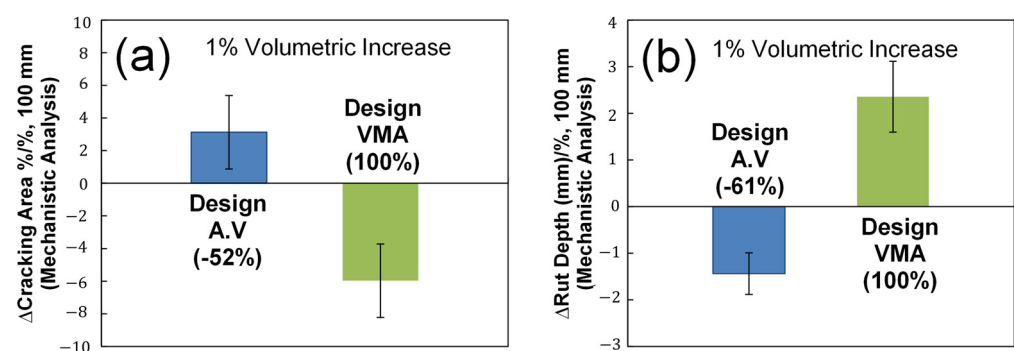 (a)
1% Volumetric Increase
ΔCracking Area %/%, 100 mm
(Mechanistic Analysis)
10
8
6
4
2
0
−2
−4
−6
−8
−10
Design
VMA
(100%)
Design
A.V
(-52%)
(b)
1% Volumetric Increase
ΔRut Depth (mm)/%, 100 mm
(Mechanistic Analysis)
4
3
2
1
0
−1
−2
−3
Design
A.V
(-61%)
Design
VMA
(100%)